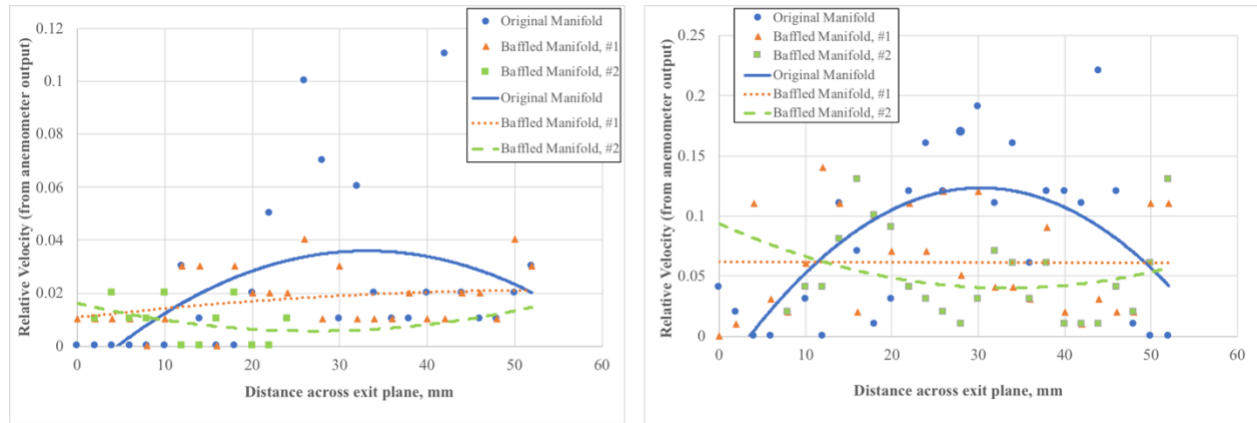 Original Manifold
Baffled Manifold, #1
Baffled Manifold, #2
Original Manifold
Baffled Manifold, #1
Baffled Manifold, #2
Relative Velocity (from anemometer output)
0.12
0.1
0.08
0.06
0.04
0.02
0
0 10 20 30 40 50 60
Distance across exit plane, mm
Original Manifold
Baffled Manifold, #1
Baffled Manifold, #2
Original Manifold
Baffled Manifold, #1
Baffled Manifold, #2
Relative Velocity (from anemometer output)
0.25
0.2
0.15
0.1
0.05
0
0 10 20 30 40 50 60
Distance across exit plane, mm